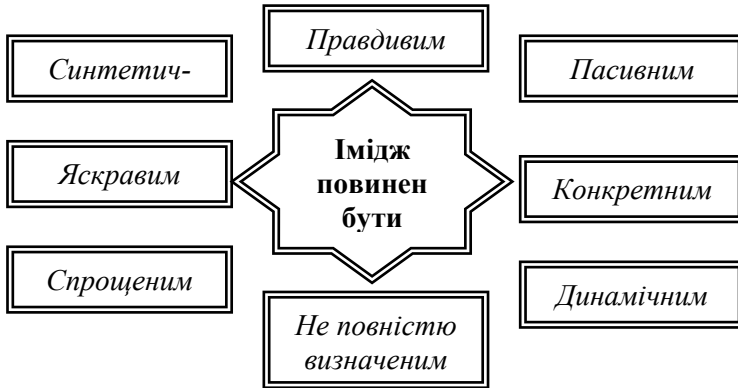 Правдивим
Синтетич-
Пасивним
Імідж
повинен
бути
Яскравим
Конкретним
Спрощеним
Динамічним
Не повністю
визначеним